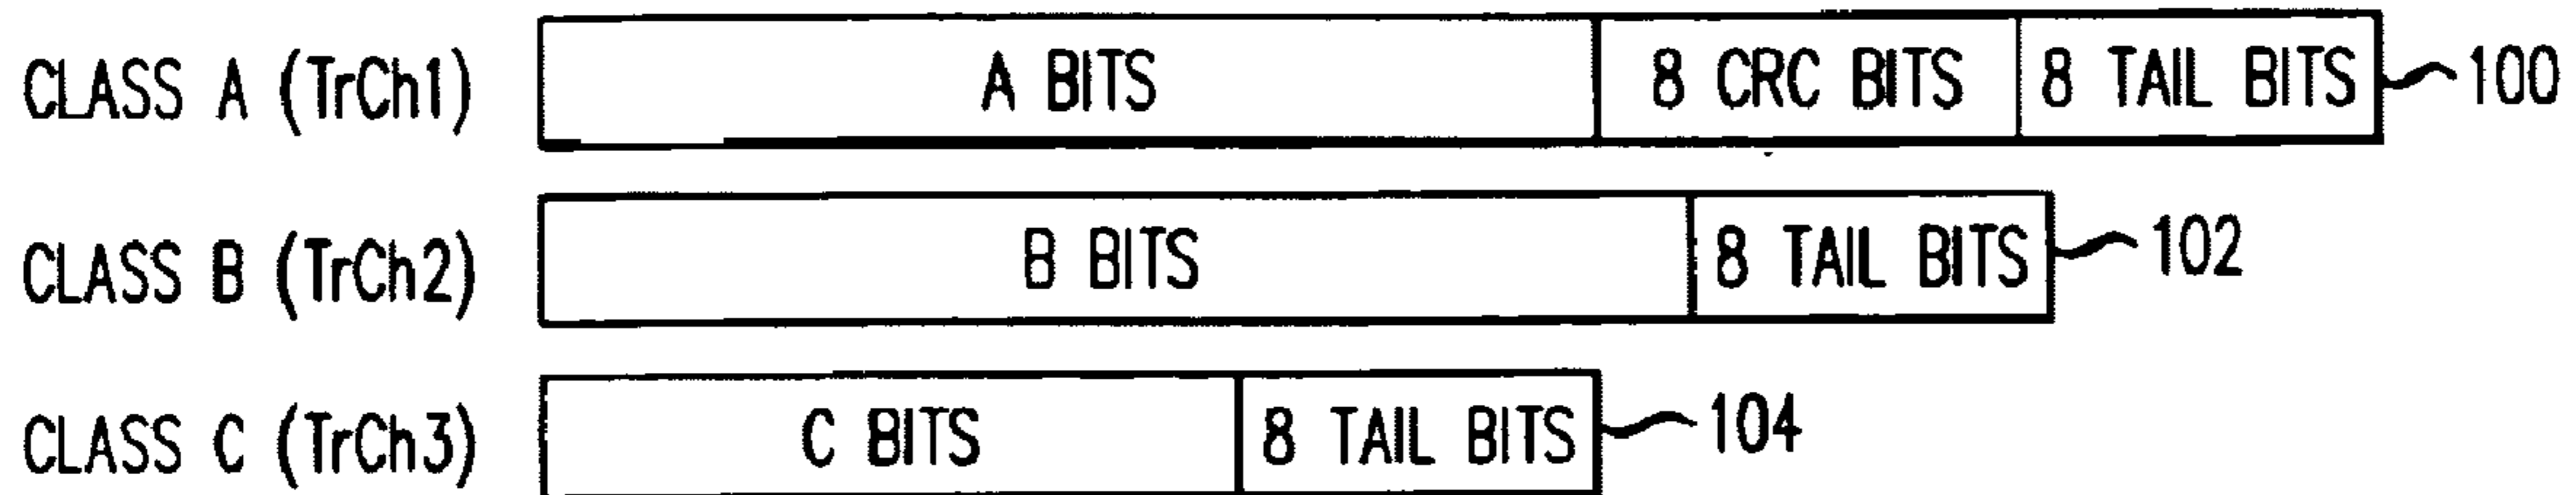 CLASS A (TrCh1) A BITS 8 CRC BITS 8 TAIL BITS 100
CLASS B (TrCh2) B BITS 8 TAIL BITS 102
CLASS C (TrCh3) C BITS 8 TAIL BITS 104